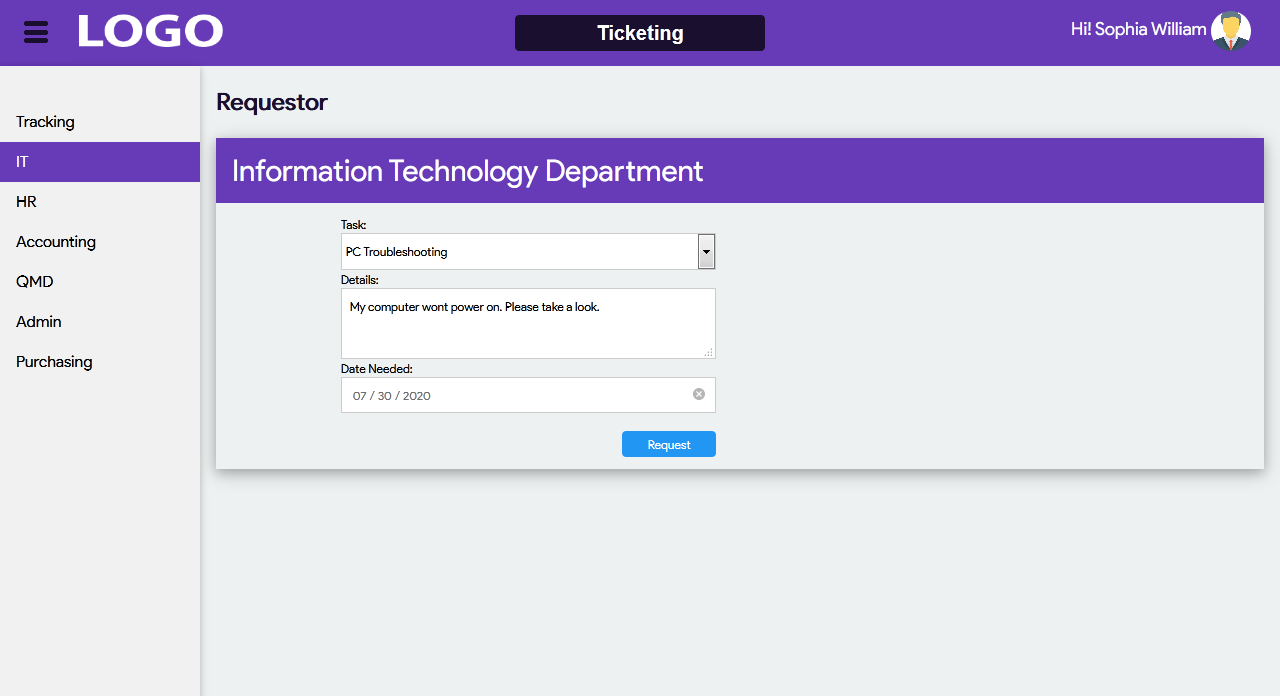 LOGO
Ticketing
Hi! Sophia William
Requestor
Tracking
IT
HR
Accounting
QMD
Admin
Purchasing
Information Technology Department
Task:
PC Troubleshooting
Details:
My computer wont power on. Please take a look.
Date Needed:
07 / 30 / 2020
Request